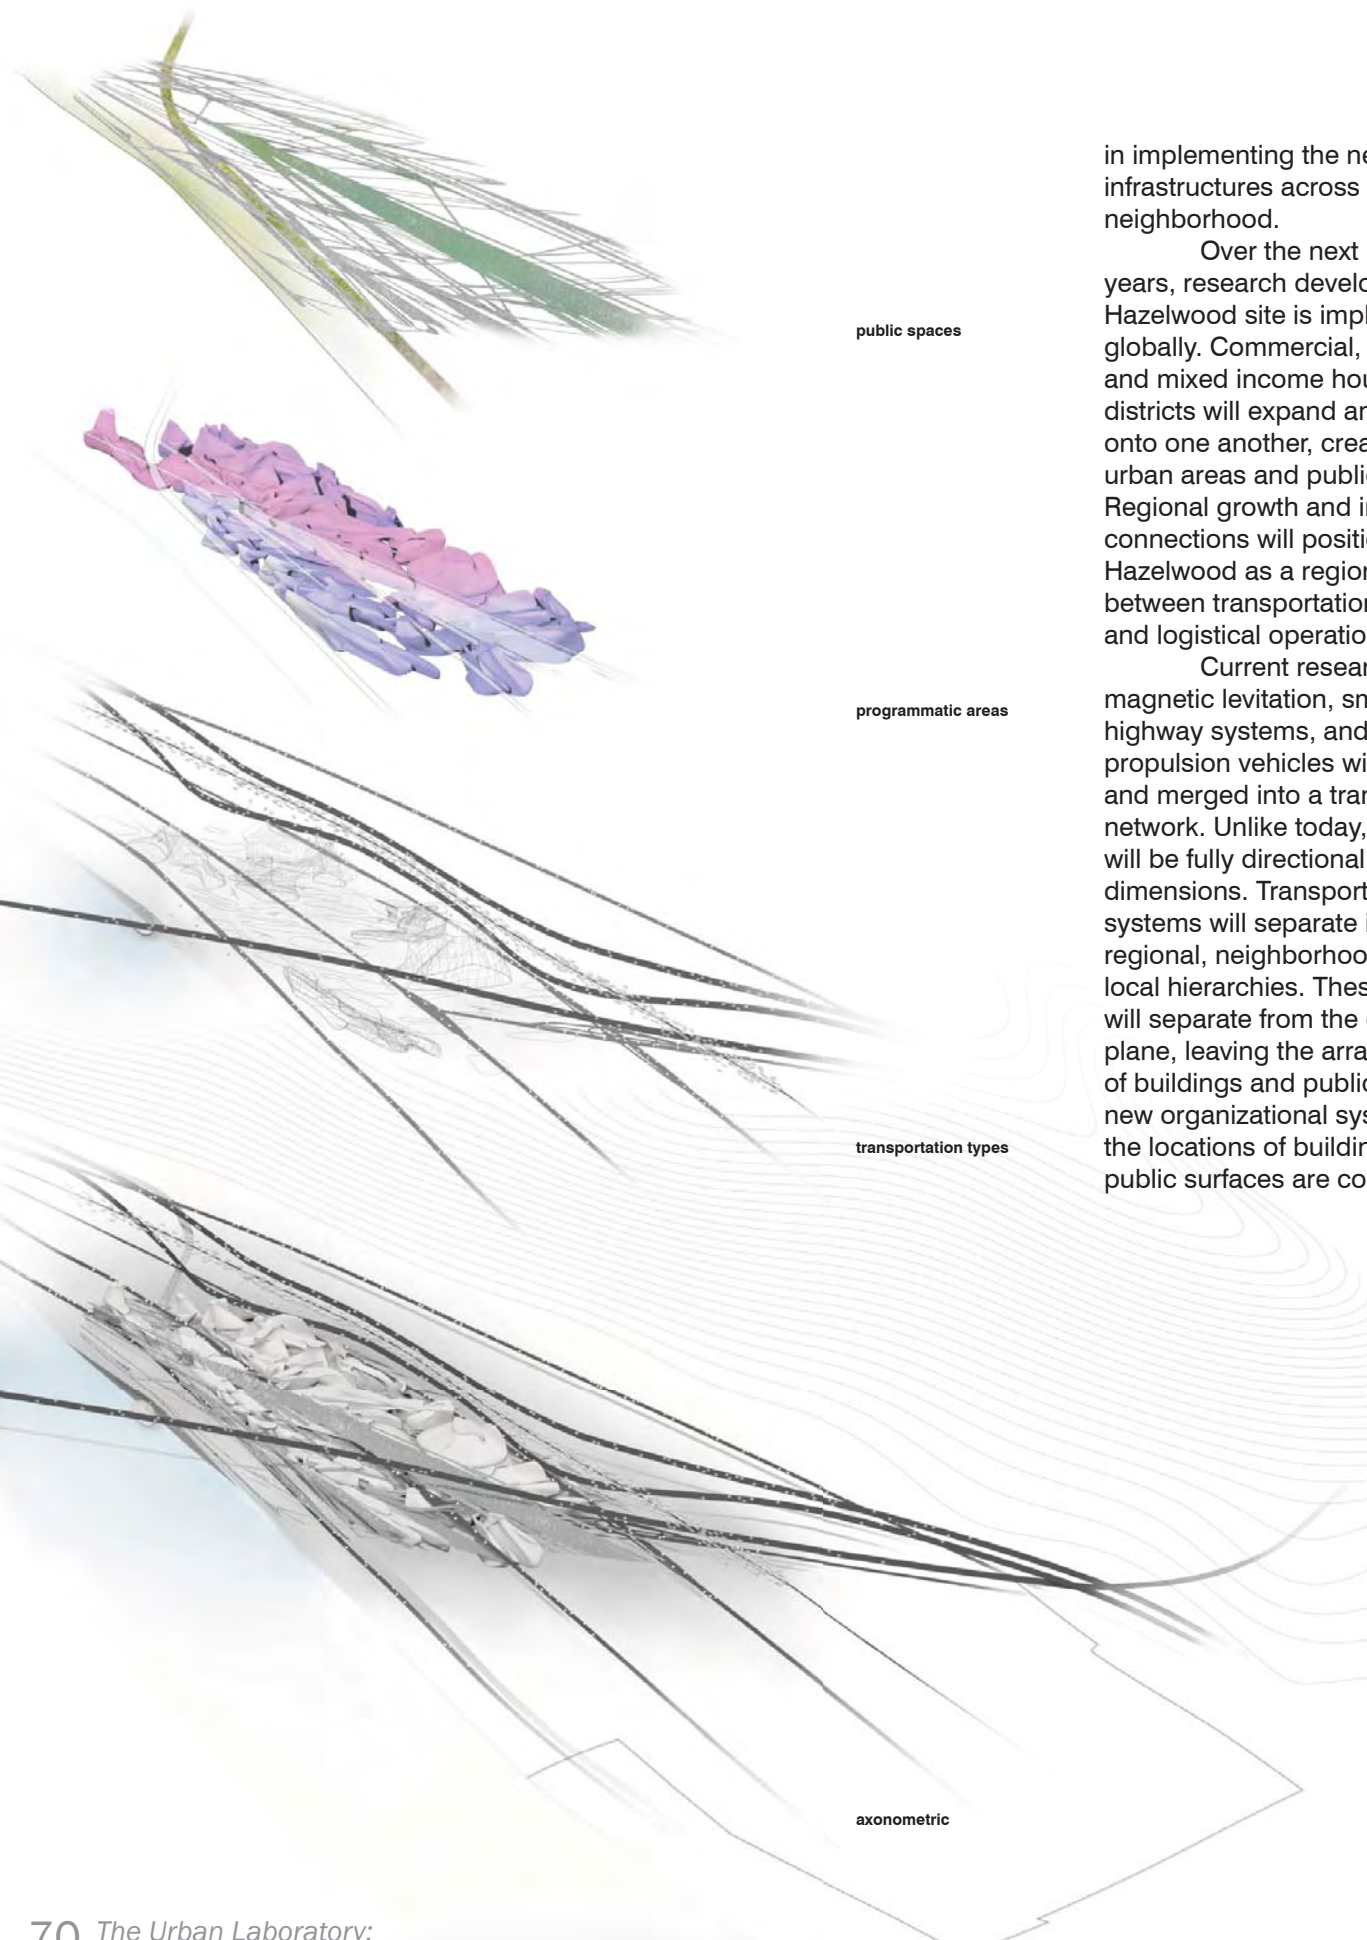 in implementing the ne
infrastructures across
neighborhood.
Over the next
years, research develo
Hazelwood site is impl
globally. Commercial,
and mixed income hou
districts will expand an
onto one another, crea
urban areas and public
Regional growth and in
connections will positi
Hazelwood as a region
between transportation
and logistical operatio
Current resear
magnetic levitation, sm
highway systems, and
propulsion vehicles wi
and merged into a tran
network. Unlike today,
will be fully directional
dimensions. Transport
systems will separate i
regional, neighborhoo
local hierarchies. Thes
will separate from the
plane, leaving the arra
of buildings and public
new organizational sys
the locations of buildin
public surfaces are co
public spaces
programmatic areas
transportation types
axonometric
70 The Urban Laboratory: